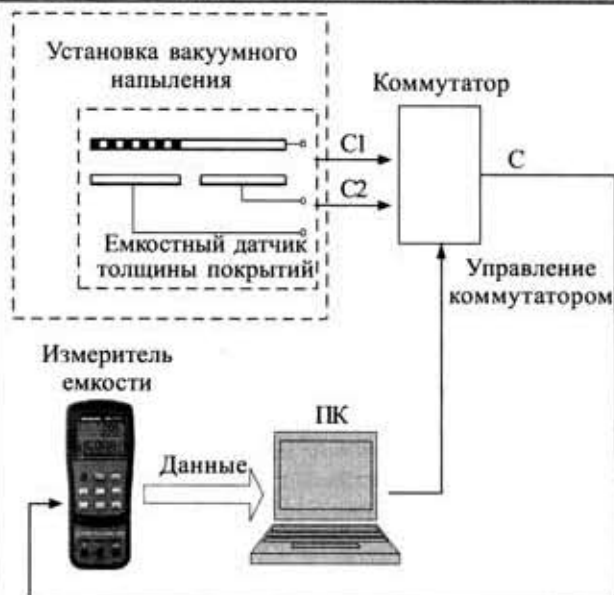 Установка вакуумного
напыления
Коммутатор
C1
C
C2
Емкостный датчик
толщины покрытий
Управление
коммутатором
Измеритель
емкости
ПК
Данные